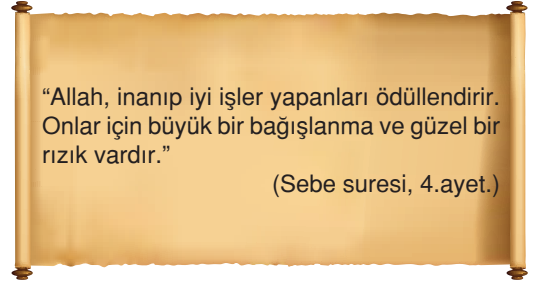 “Allah, inanıp iyi işler yapanları ödüllendirir.
Onlar için büyük bir bağışlanma ve güzel bir
rızık vardır.”
(Sebe suresi, 4.ayet.)